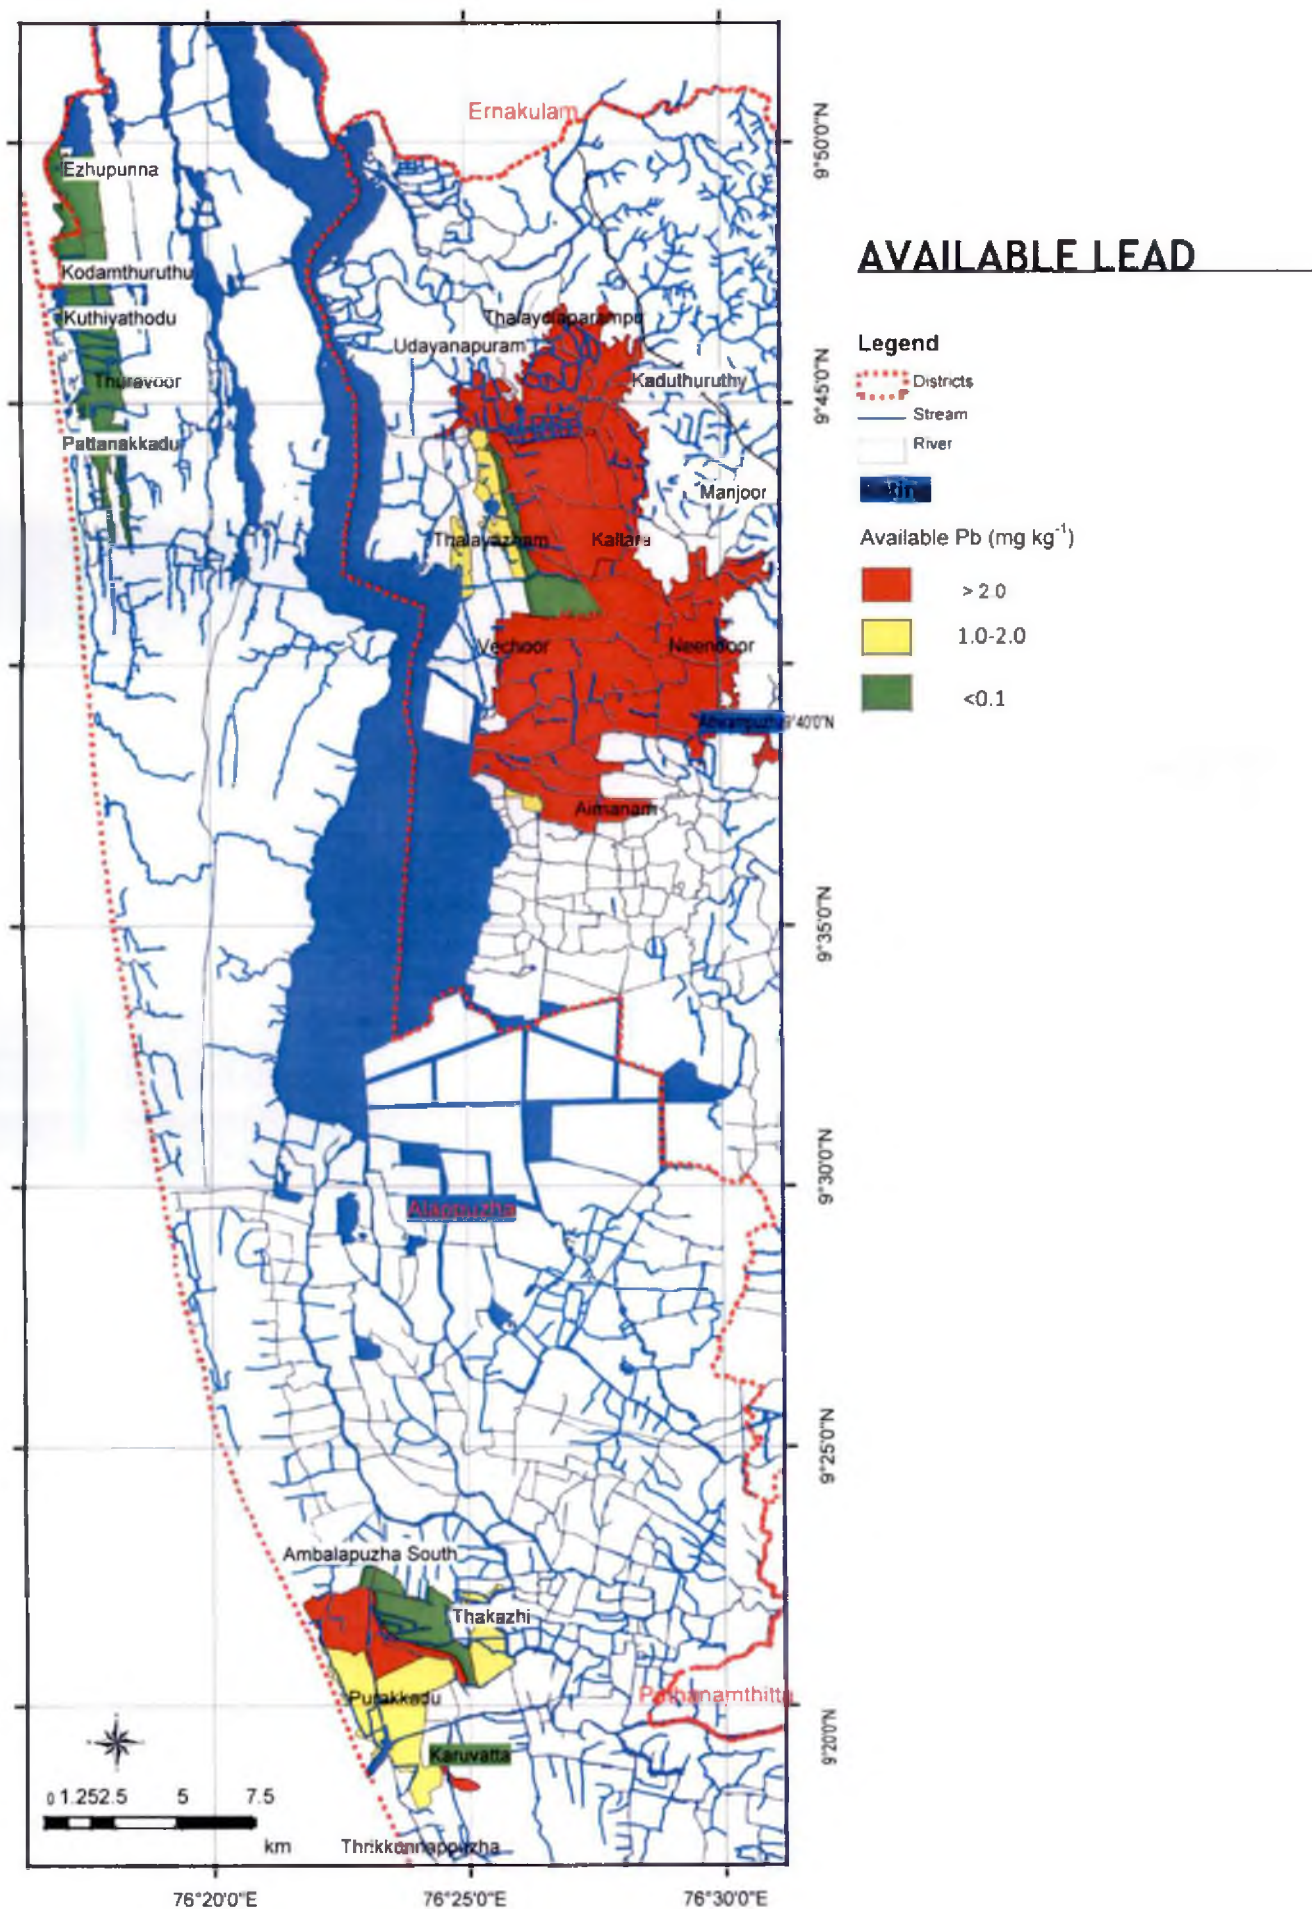 Ernakulam
Ezhupunna
Kodamthuruthu
Kuthiyathodu
Thuravoor
Pattanakkadu
Udayanapuram
Kaduthuruthy
Manjoor
Thalayazham
Kallara
Vechoor
Neendoor
Aimanam
Alappuzha
Ambalapuzha South
Thakazhi
Purakkadu
Pathanamthitta
Karuvatta
Thrikkunnappuzha
0 1.252.5 5 7.5
km
76°20'0"E 76°25'0"E 76°30'0"E
9°50'0"N
9°45'0"N
9°40'0"N
9°35'0"N
9°30'0"N
9°25'0"N
9°20'0"N
AVAILABLE LEAD
Legend
Districts
Stream
River
Available Pb (mg kg⁻¹)
> 2.0
1.0-2.0
<0.1